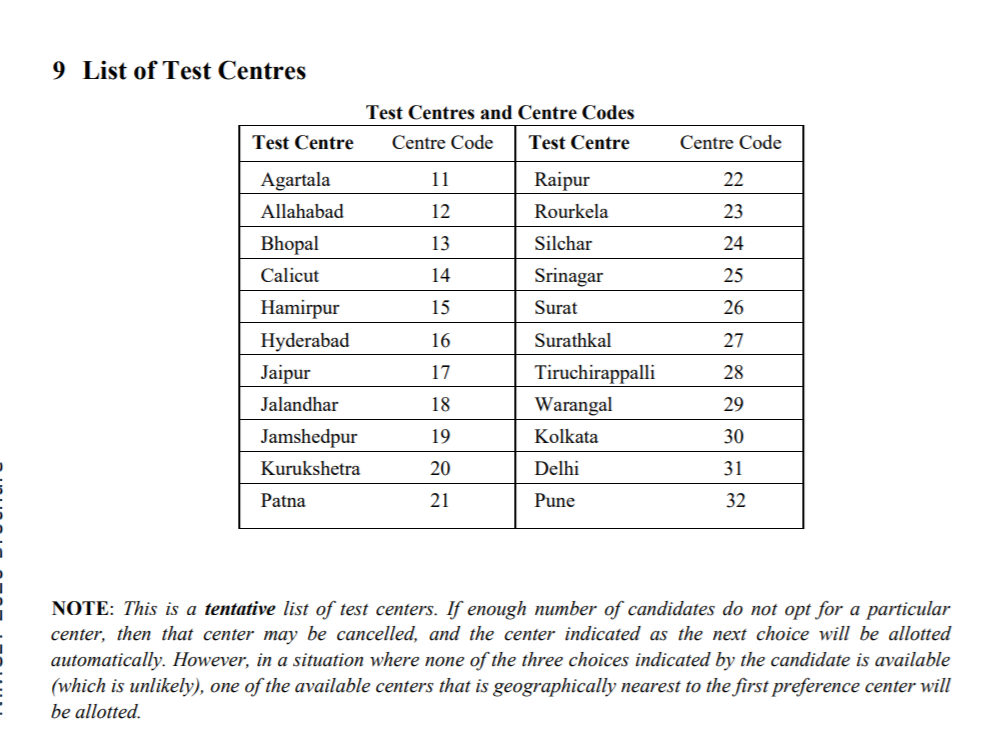 9 List of Test Centres
Test Centres and Centre Codes
Test Centre Centre Code Test Centre Centre Code
Agartala 11 Raipur 22
Allahabad 12 Rourkela 23
Bhopal 13 Silchar 24
Calicut 14 Srinagar 25
Hamirpur 15 Surat 26
Hyderabad 16 Surathkal 27
Jaipur 17 Tiruchirappalli 28
Jalandhar 18 Warangal 29
Jamshedpur 19 Kolkata 30
Kurukshetra 20 Delhi 31
Patna 21 Pune 32
NOTE: This is a tentative list of test centers. If enough number of candidates do not opt for a particular
center, then that center may be cancelled, and the center indicated as the next choice will be allotted
automatically. However, in a situation where none of the three choices indicated by the candidate is available
(which is unlikely), one of the available centers that is geographically nearest to the first preference center will
be allotted.